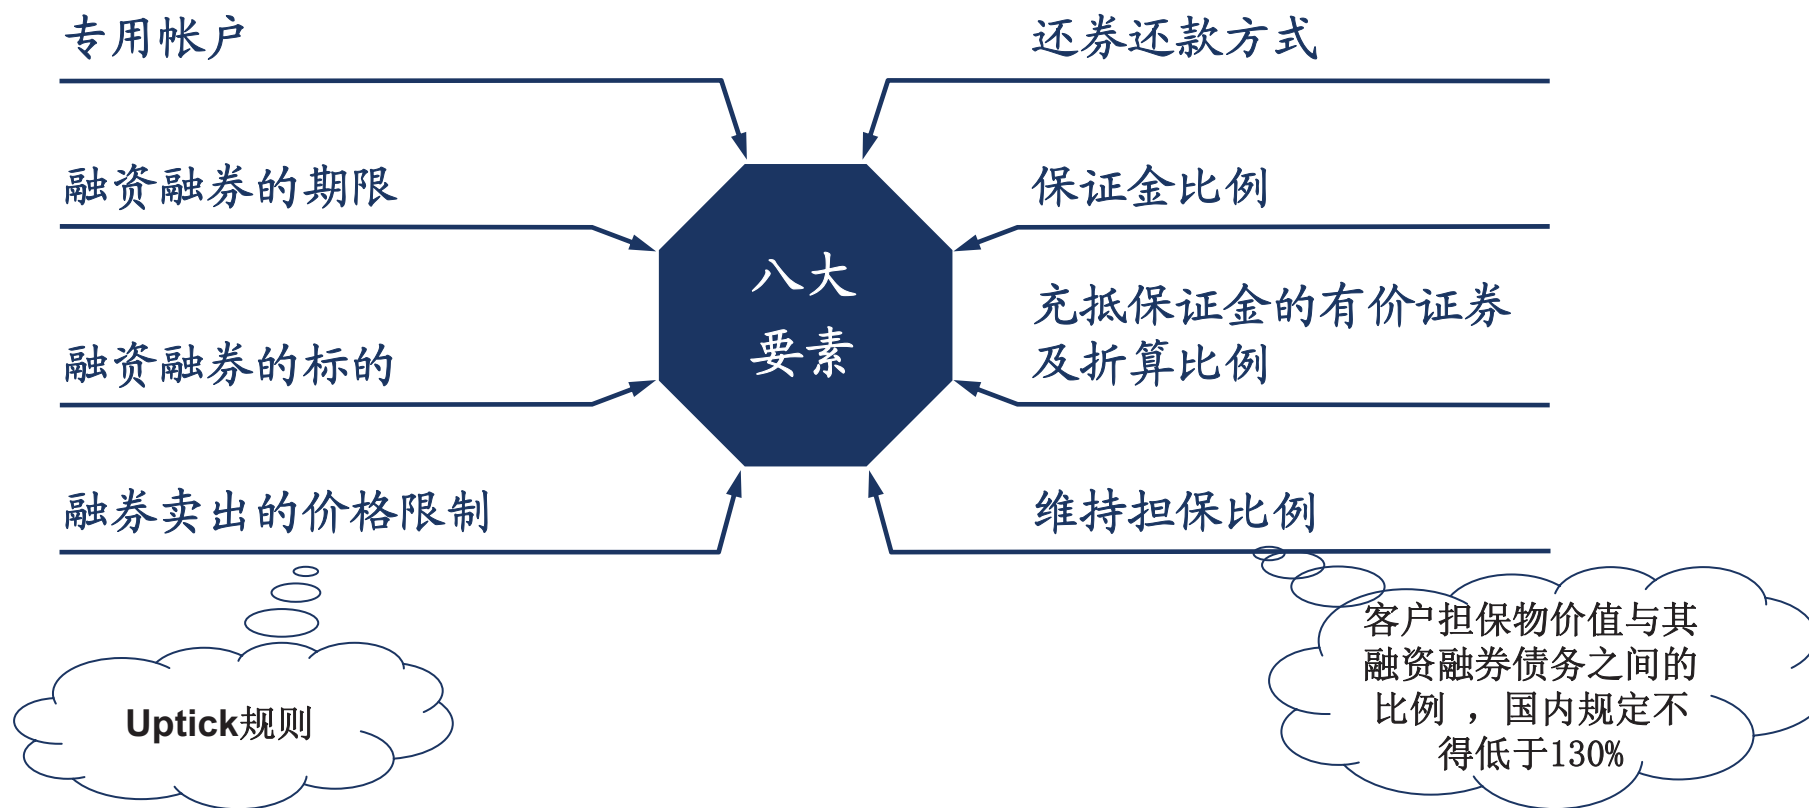 专用帐户
还券还款方式
融资融券的期限
保证金比例
八大
要素
充抵保证金的有价证券
及折算比例
融资融券的标的
融券卖出的价格限制
维持担保比例
Uptick规则
客户担保物价值与其
融资融券债务之间的
比例 ，国内规定不
得低于130%